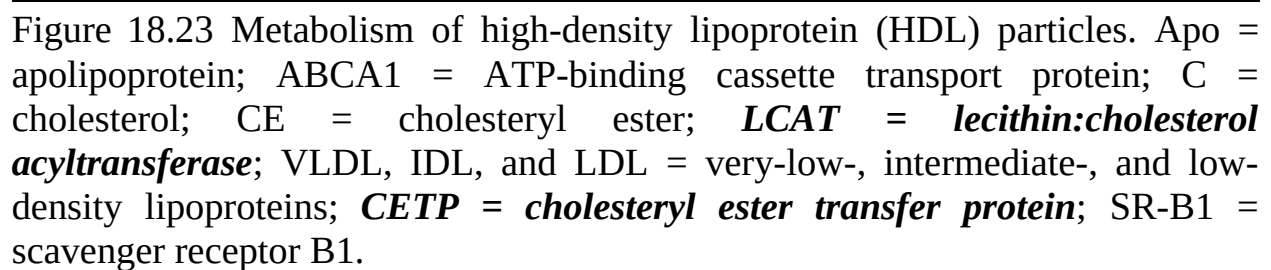 Figure 18.23 Metabolism of high-density lipoprotein (HDL) particles. Apo =
apolipoprotein; ABCA1 = ATP-binding cassette transport protein; C =
cholesterol; CE = cholesteryl ester; LCAT = lecithin:cholesterol
acyltransferase; VLDL, IDL, and LDL = very-low-, intermediate-, and low-
density lipoproteins; CETP = cholesteryl ester transfer protein; SR-B1 =
scavenger receptor B1.